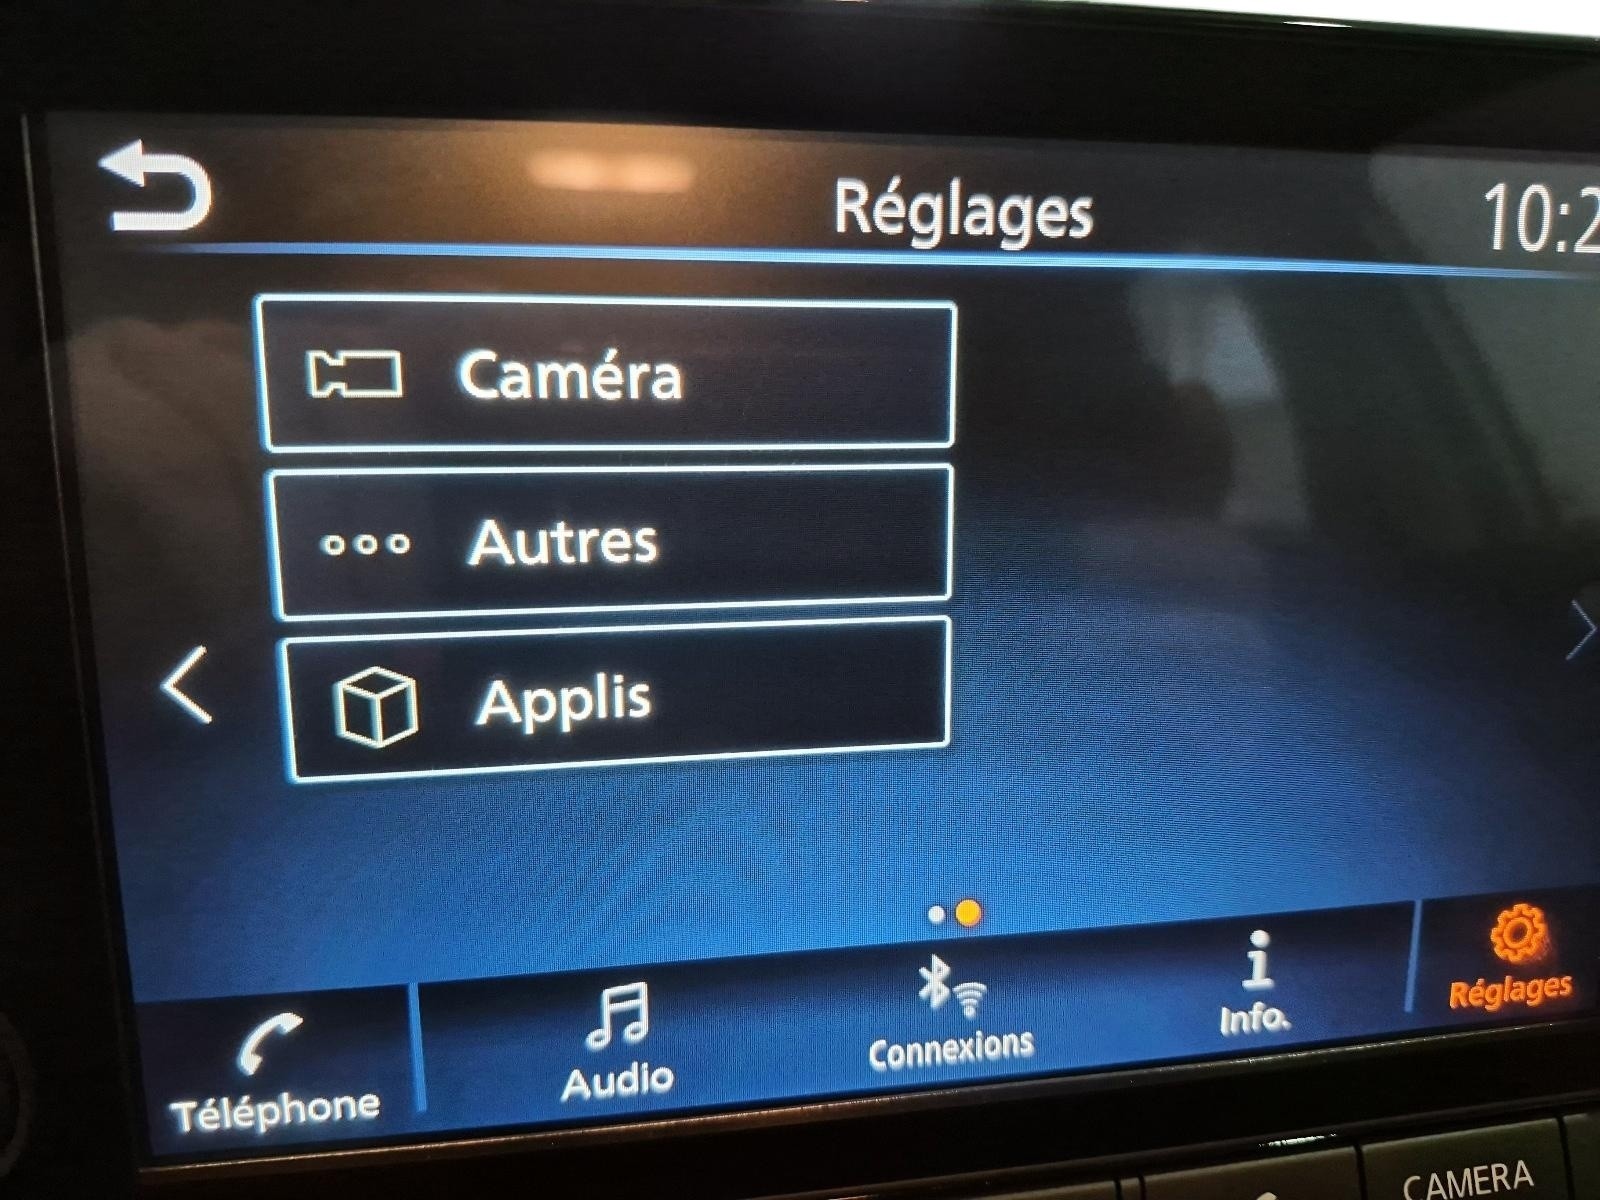 Réglages
10:2
Caméra
Autres
Applis
Téléphone
Audio
Connexions
Info.
Réglages
CAMERA